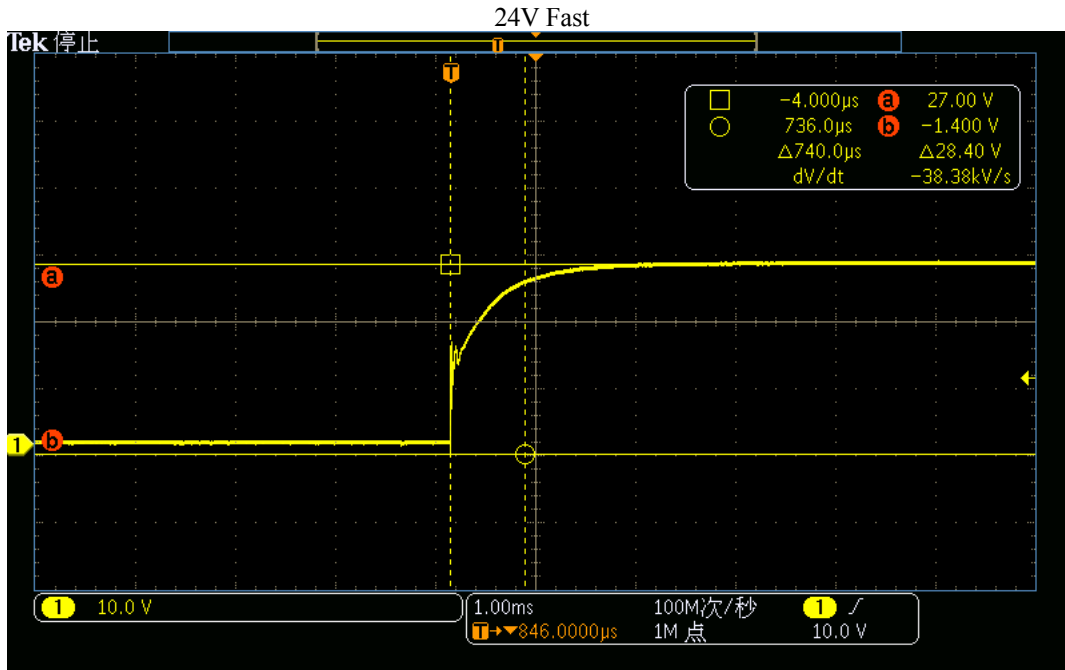 24V Fast
Tek 停止
T
T
−4.000µs a 27.00 V
736.0µs b −1.400 V
△740.0µs △28.40 V
dV/dt −38.38kV/s
a
1 b
1 10.0 V
1.00ms 100M次/秒 1
T→▼846.0000µs 1M 点 10.0 V